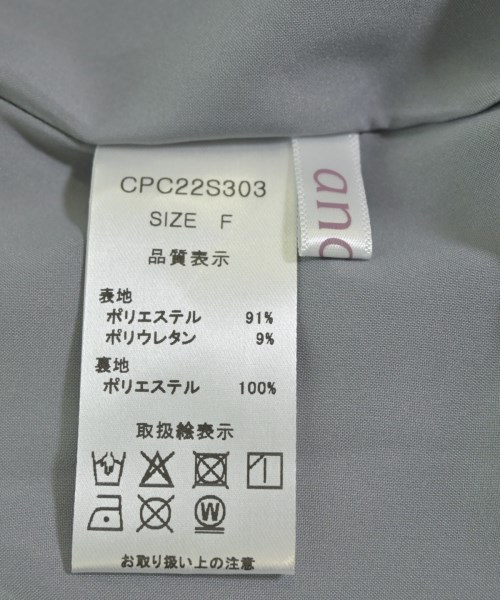 CPC22S303
SIZE F
品質表示
表地
ポリエステル 91%
ポリウレタン 9%
裏地
ポリエステル 100%
取扱絵表示
W
お取り扱い上の注意